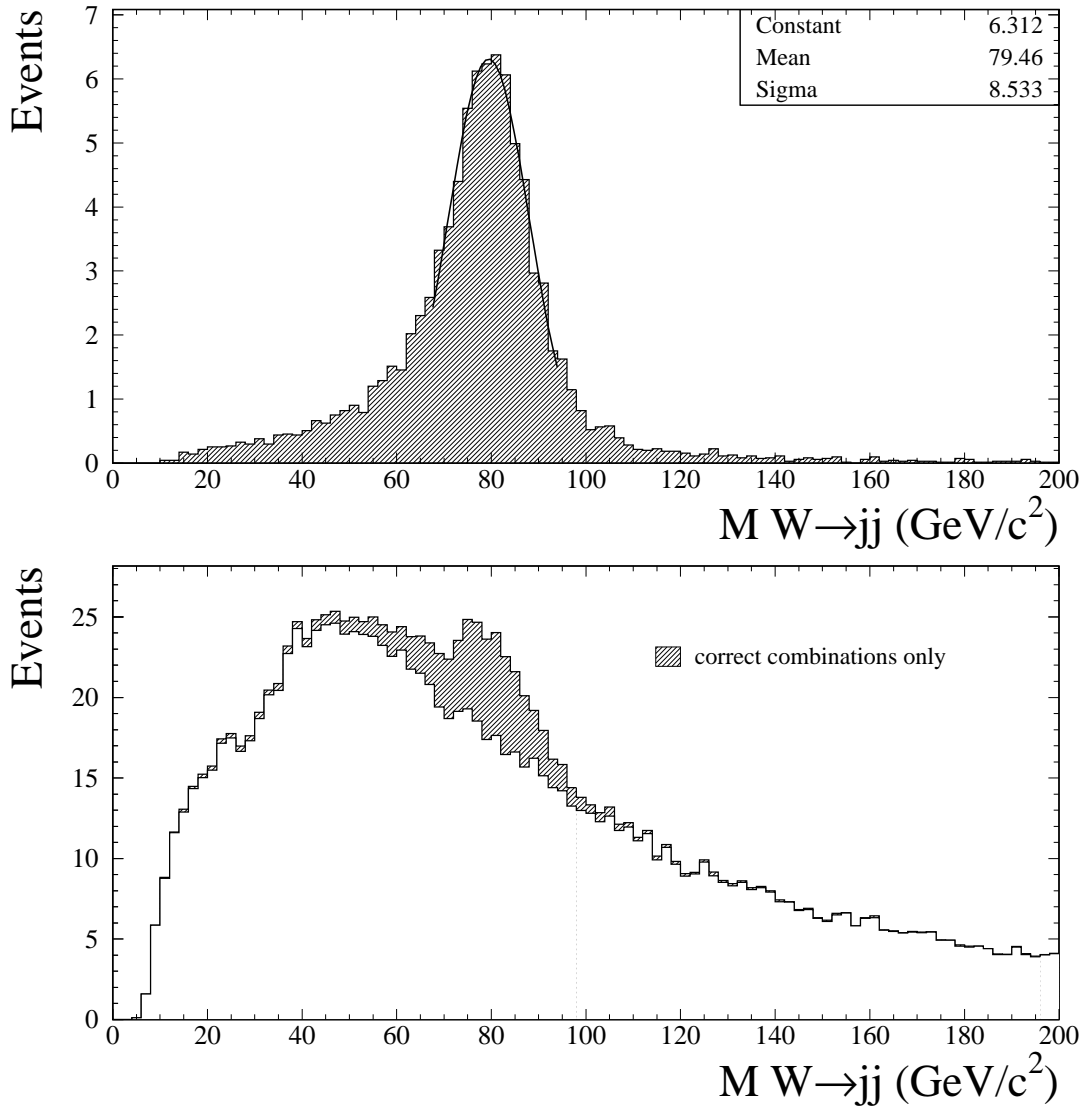 Events
7
6
5
4
3
2
1
0
Constant 6.312
Mean 79.46
Sigma 8.533
0 20 40 60 80 100 120 140 160 180 200
M W→jj (GeV/c²)
Events
25
20
15
10
5
0
correct combinations only
0 20 40 60 80 100 120 140 160 180 200
M W→jj (GeV/c²)